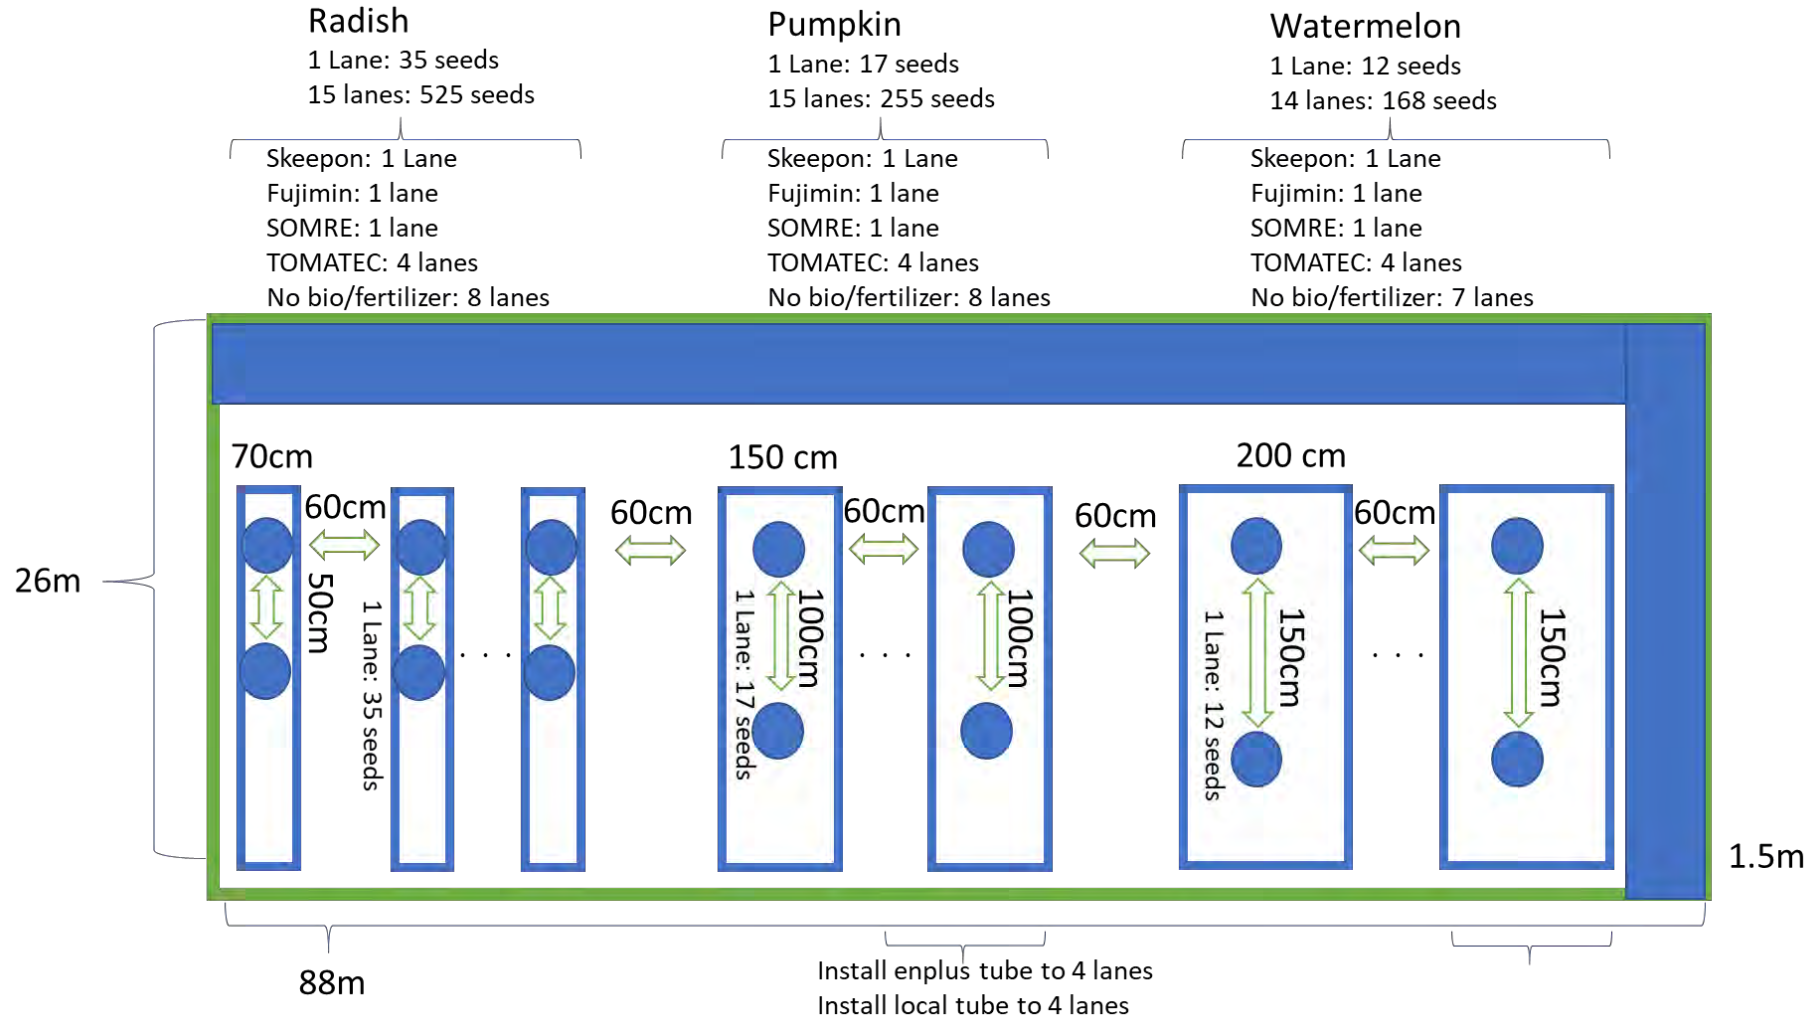 Radish
1 Lane: 35 seeds
15 lanes: 525 seeds
Pumpkin
1 Lane: 17 seeds
15 lanes: 255 seeds
Watermelon
1 Lane: 12 seeds
14 lanes: 168 seeds
Skeepon: 1 Lane
Fujimin: 1 lane
SOMRE: 1 lane
TOMATEC: 4 lanes
No bio/fertilizer: 8 lanes
Skeepon: 1 Lane
Fujimin: 1 lane
SOMRE: 1 lane
TOMATEC: 4 lanes
No bio/fertilizer: 8 lanes
Skeepon: 1 Lane
Fujimin: 1 lane
SOMRE: 1 lane
TOMATEC: 4 lanes
No bio/fertilizer: 7 lanes
70cm
60cm
50cm
1 Lane: 35 seeds
. . .
60cm
150 cm
60cm
100cm
1 Lane: 17 seeds
. . .
100cm
60cm
200 cm
60cm
150cm
1 Lane: 12 seeds
. . .
150cm
26m
1.5m
88m
Install enplus tube to 4 lanes
Install local tube to 4 lanes